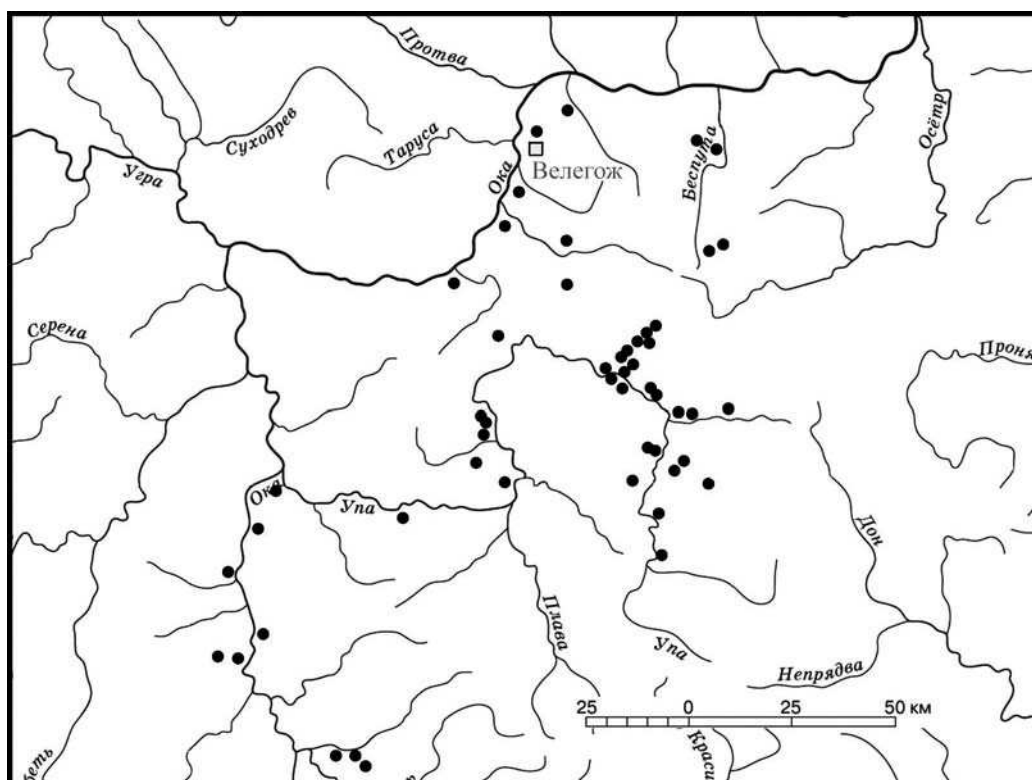 Протва
Суходрев
Таруса
Угра
Ока
Велегож
Беспута
Осётр
Серена
Проня
Ока
Упа
Дон
Плава
Упа
Непрядва
25 0 25 50 км
Краси